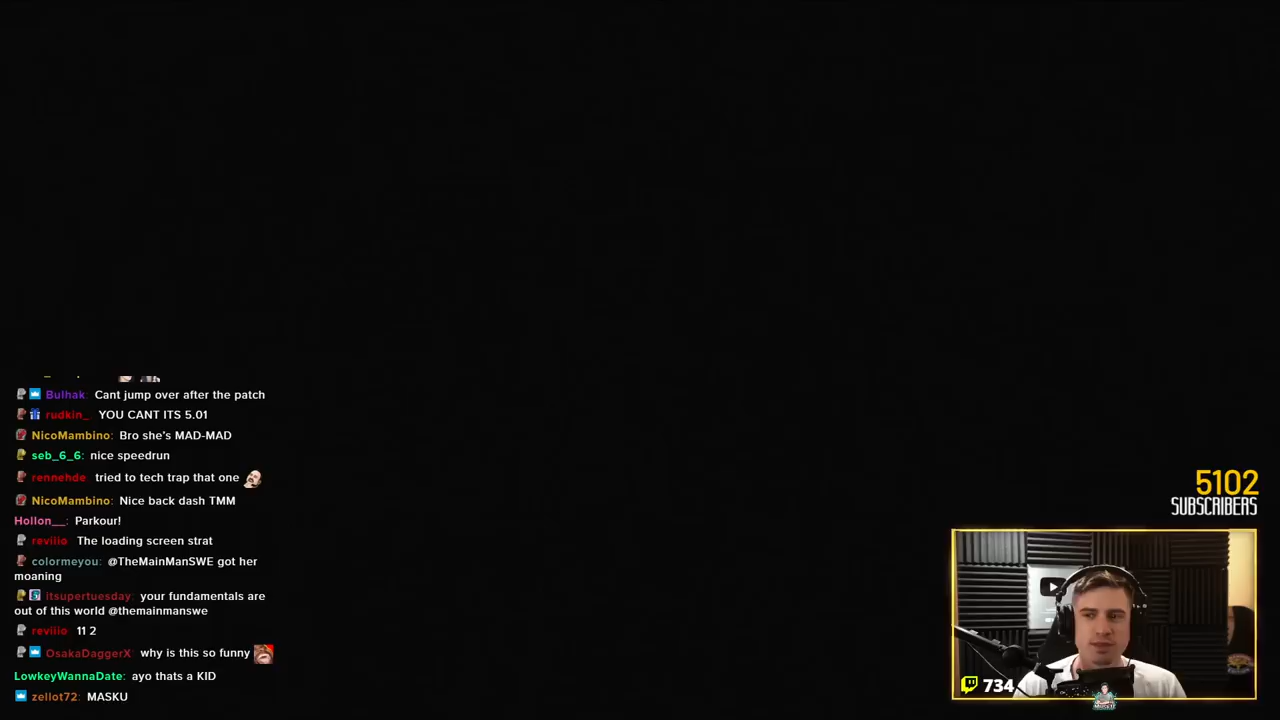 Bulhak: Cant jump over after the patch
rudkin_ YOU CANT ITS 5.01
NicoMambino: Bro she's MAD-MAD
seb_6_6: nice speedrun
rennehde: tried to tech trap that one
NicoMambino: Nice back dash TMM
Hollon__: Parkour!
revilio The loading screen strat
colormeyou: @TheMainManSWE got her
moaning
itsupertuesday: your fundamentals are
out of this world @themainmanswe
revilio 11 2
OsakaDaggerX: why is this so funny
LowkeyWannaDate: ayo thats a KID
zellot72: MASKU
5102
SUBSCRIBERS
734